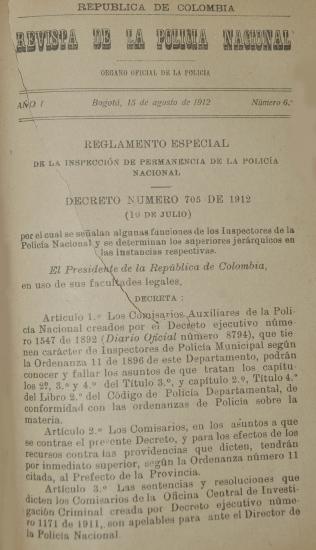 REPUBLICA DE COLOMBIA
REVISTA DE LA POLICIA NACIONAL
ORGANO OFICIAL DE LA POLICIA
AÑO I Bogotá, 15 de agosto de 1912 Número 6.º
REGLAMENTO ESPECIAL
DE LA INSPECCIÓN DE PERMANENCIA DE LA POLICÍA
NACIONAL
DECRETO NUMERO 705 DE 1912
(10 DE JULIO)
por el cual se señalan algunas funciones de los Inspectores de la
Policía Nacional y se determinan los superiores jerárquicos en
las instancias respectivas.
El Presidente de la República de Colombia,
en uso de sus facultades legales,
DECRETA:
Artículo 1.º Los Comisarios Auxiliares de la Poli-
cía Nacional creados por el Decreto ejecutivo núme-
ro 1547 de 1892 (Diario Oficial número 8794), que tie-
nen carácter de Inspectores de Policía Municipal según
la Ordenanza 11 de 1896 de este Departamento, podrán
conocer y fallar los asuntos de que tratan los capítu-
los 2º, 3.º y 4.º del Título 3.º, y capítulo 2.º, Título 4.º
del Libro 2.º del Código de Policía Departamental, de
conformidad con las ordenanzas de Policía sobre la
materia.
Artículo 2.º Los Comisarios, en los asuntos a que
se contrae el presente Decreto, y para los efectos de los
recursos contra las providencias que dicten, tendrán
por inmediato superior, según la Ordenanza número 11
citada, al Prefecto de la Provincia.
Artículo 3.º Las sentencias y resoluciones que
dicten los Comisarios de la Oficina Central de Investi-
gación Criminal creada por Decreto ejecutivo núme-
ro 1171 de 1911, son apelables para ante el Director de
la Policía Nacional.